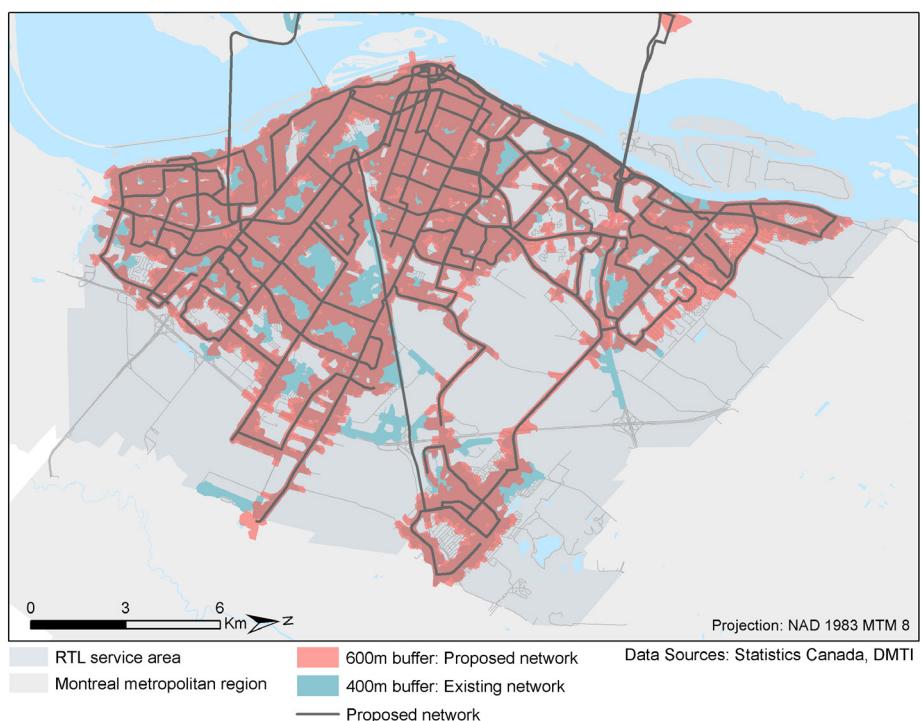 0 3 6
Km N
Projection: NAD 1983 MTM 8
RTL service area
Montreal metropolitan region
600m buffer: Proposed network
400m buffer: Existing network
Proposed network
Data Sources: Statistics Canada, DMTI